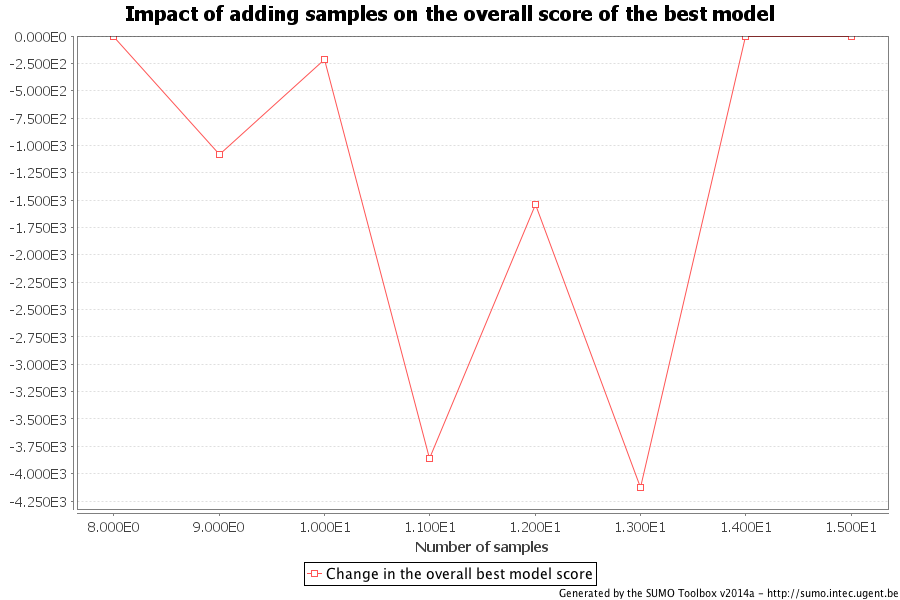 Impact of adding samples on the overall score of the best model
0.000E0
-2.500E2
-5.000E2
-7.500E2
-1.000E3
-1.250E3
-1.500E3
-1.750E3
-2.000E3
-2.250E3
-2.500E3
-2.750E3
-3.000E3
-3.250E3
-3.500E3
-3.750E3
-4.000E3
-4.250E3
8.000E0 9.000E0 1.000E1 1.100E1 1.200E1 1.300E1 1.400E1 1.500E1
Number of samples
Change in the overall best model score
Generated by the SUMO Toolbox v2014a - http://sumo.intec.ugent.be